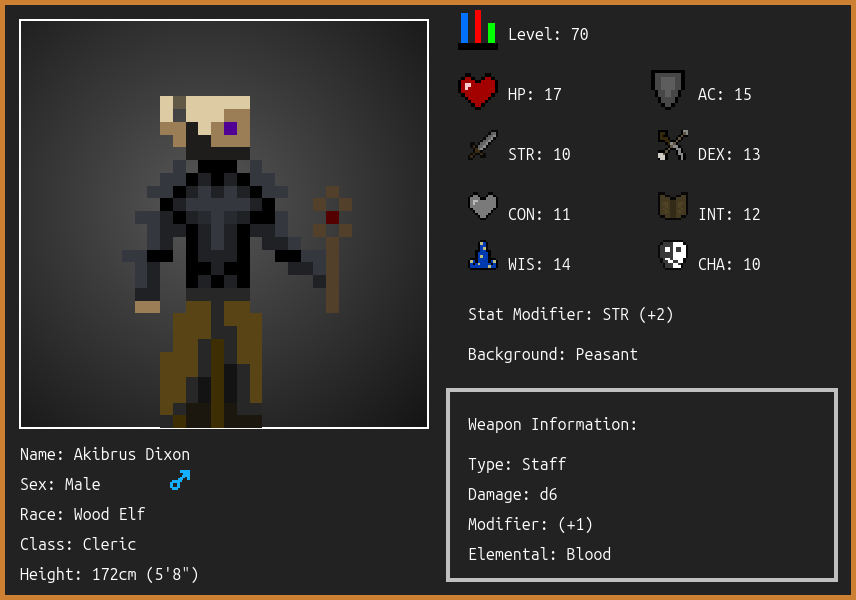 Level: 70
HP: 17
AC: 15
STR: 10
DEX: 13
CON: 11
INT: 12
WIS: 14
CHA: 10
Stat Modifier: STR (+2)
Background: Peasant
Weapon Information:
Type: Staff
Damage: d6
Modifier: (+1)
Elemental: Blood
Name: Akibrus Dixon
Sex: Male
Race: Wood Elf
Class: Cleric
Height: 172cm (5'8")